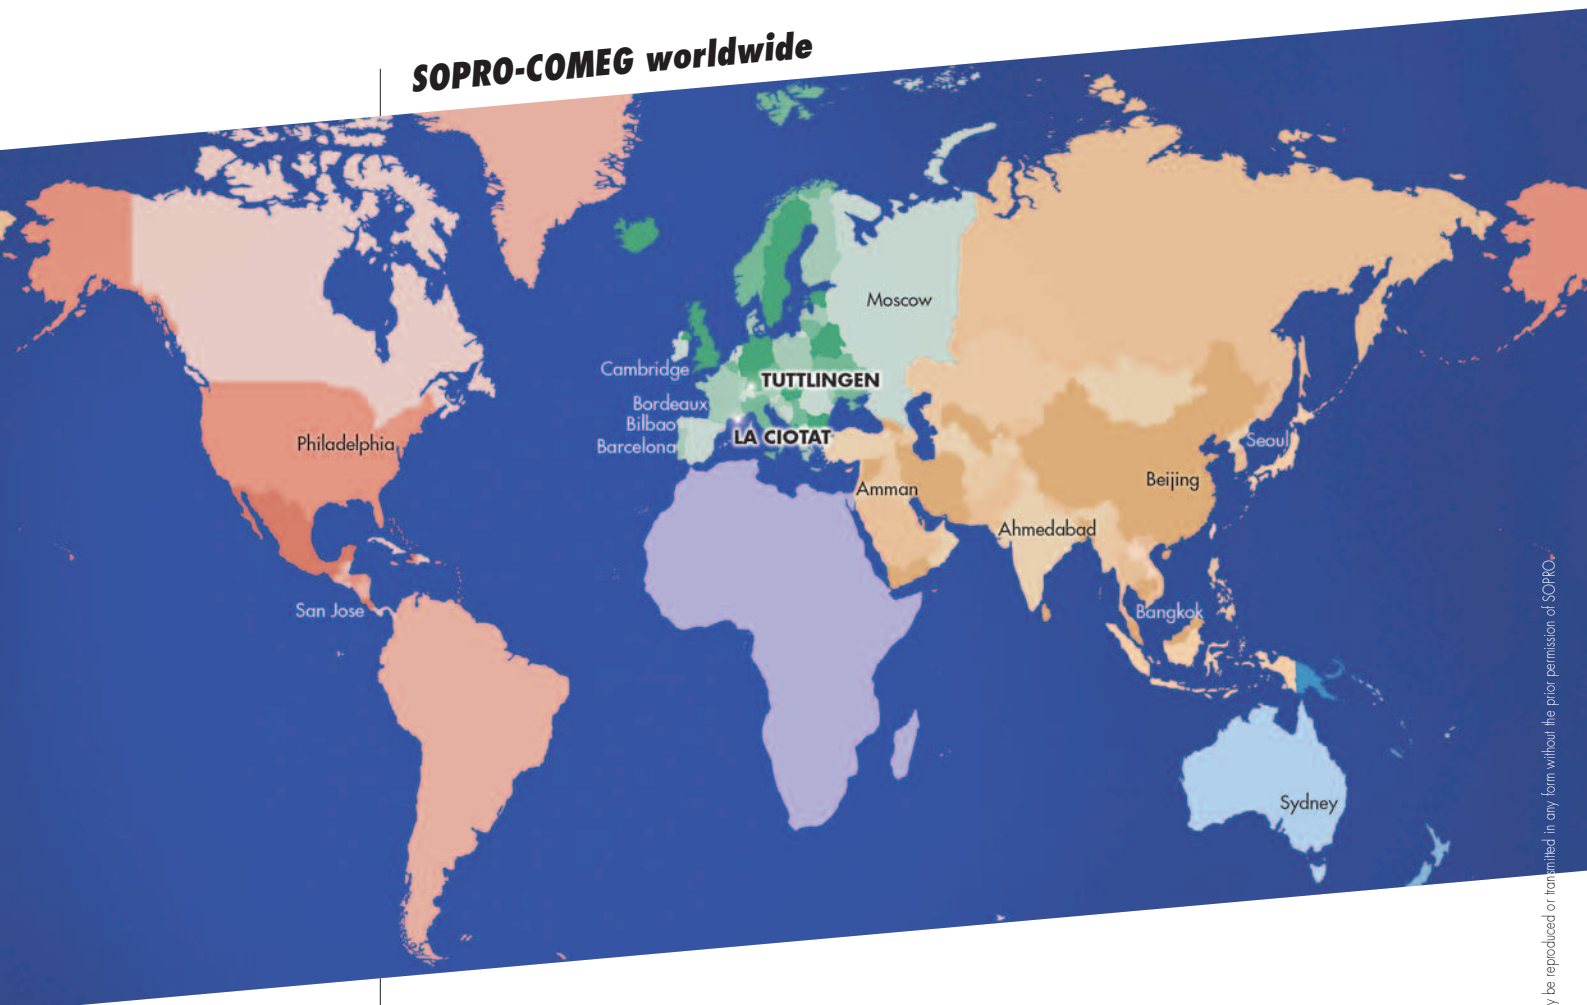 SOPRO-COMEG worldwide
Moscow
Cambridge
TUTTLINGEN
Bordeaux
Bilbao
LA CIOTAT
Barcelona
Philadelphia
Seoul
Beijing
Amman
Ahmedabad
San Jose
Bangkok
Sydney
be reproduced or transmitted in any form without the prior permission of SOPRO.